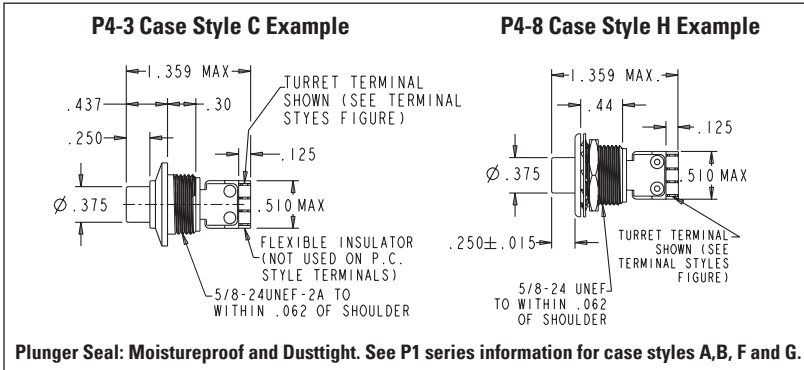 P4-3 Case Style C Example
1.359 MAX
.437
.30
.250
TURRET TERMINAL
SHOWN (SEE TERMINAL
STYES FIGURE)
.125
Ø.375
.510 MAX
FLEXIBLE INSULATOR
(NOT USED ON P.C.
STYLE TERMINALS)
5/8-24UNEF-2A TO
WITHIN .062 OF SHOULDER
P4-8 Case Style H Example
1.359 MAX.
.44
.125
Ø.375
.510 MAX
.250±.015
TURRET TERMINAL
SHOWN (SEE
TERMINAL STYLES
FIGURE)
5/8-24 UNEF
TO WITHIN .062
OF SHOULDER
Plunger Seal: Moistureproof and Dusttight. See P1 series information for case styles A,B, F and G.